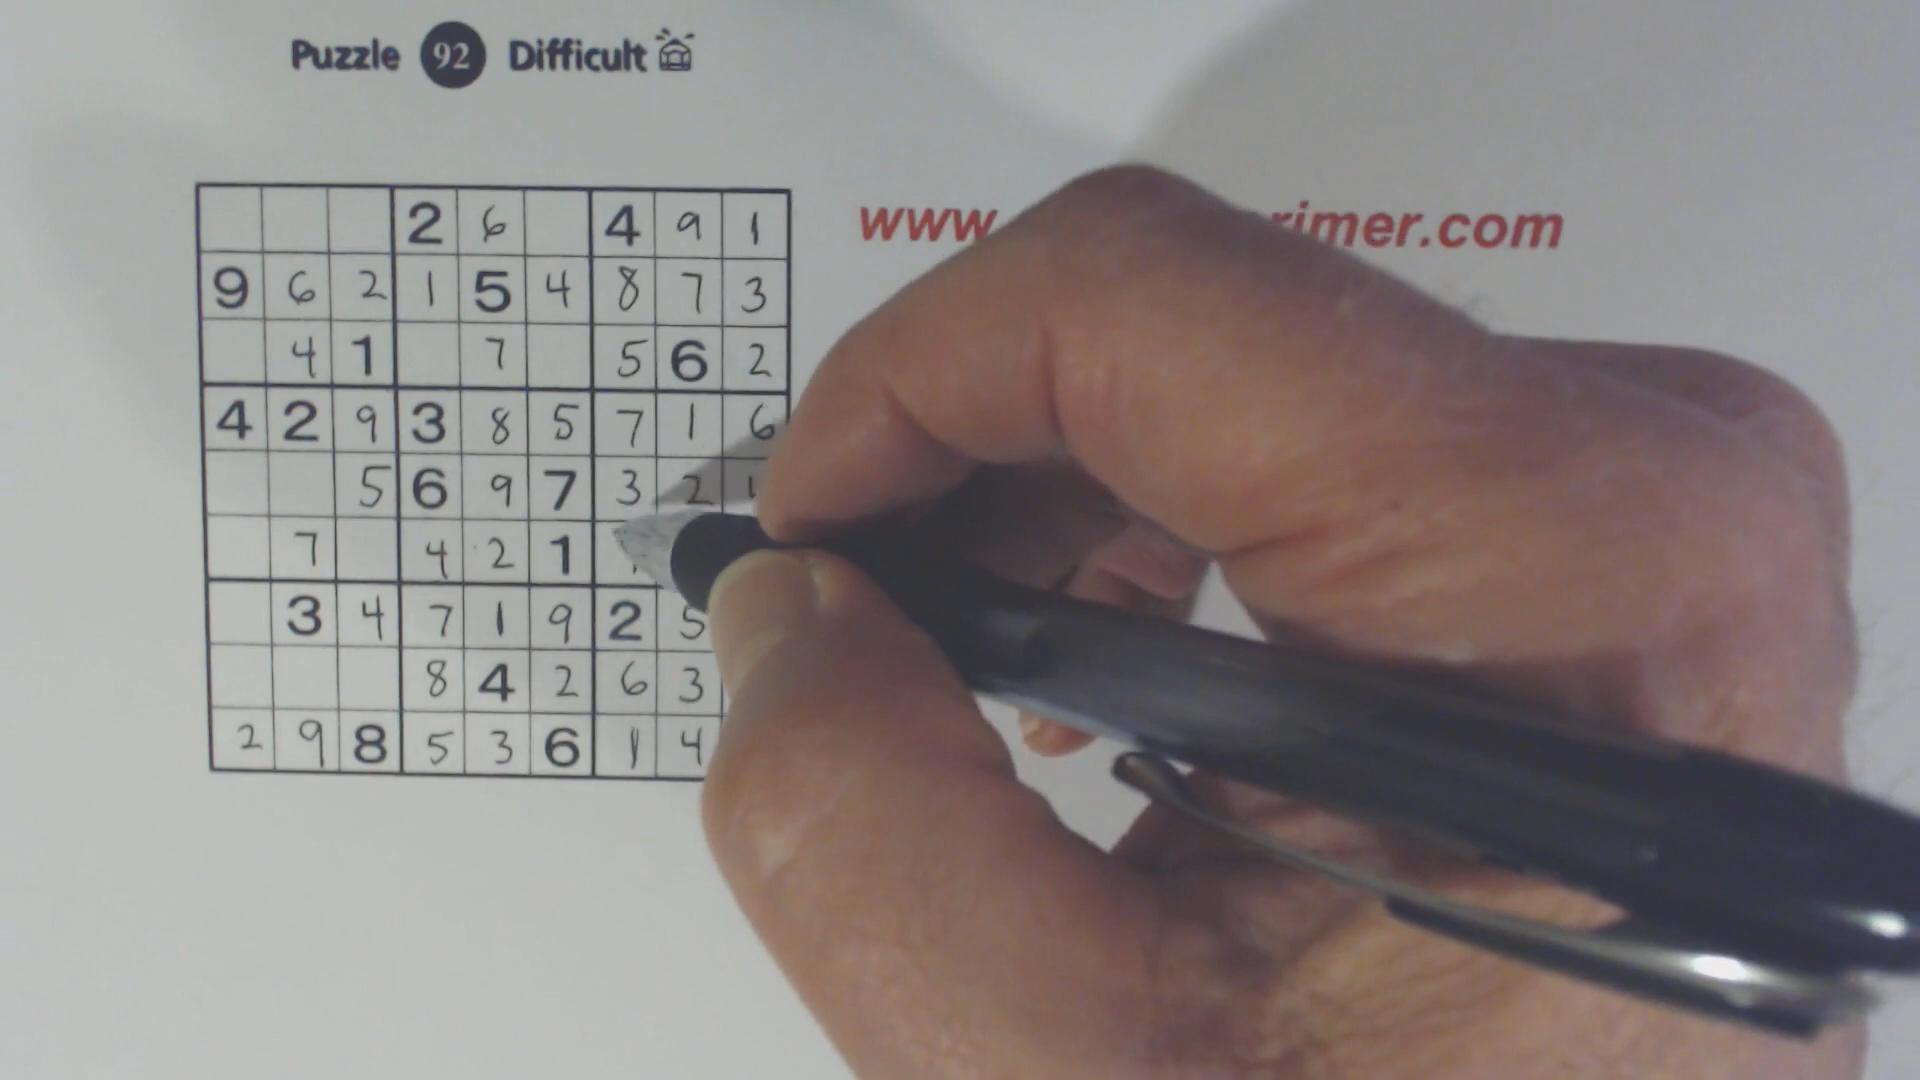 Puzzle 92 Difficult
www. rimer.com
2 6 4 9 1
9 6 2 1 5 4 8 7 3
4 1 7 5 6 2
4 2 9 3 8 5 7 1 6
5 6 9 7 3 2
7 4 2 1
3 4 7 1 9 2 5
8 4 2 6 3
2 9 8 5 3 6 1 4